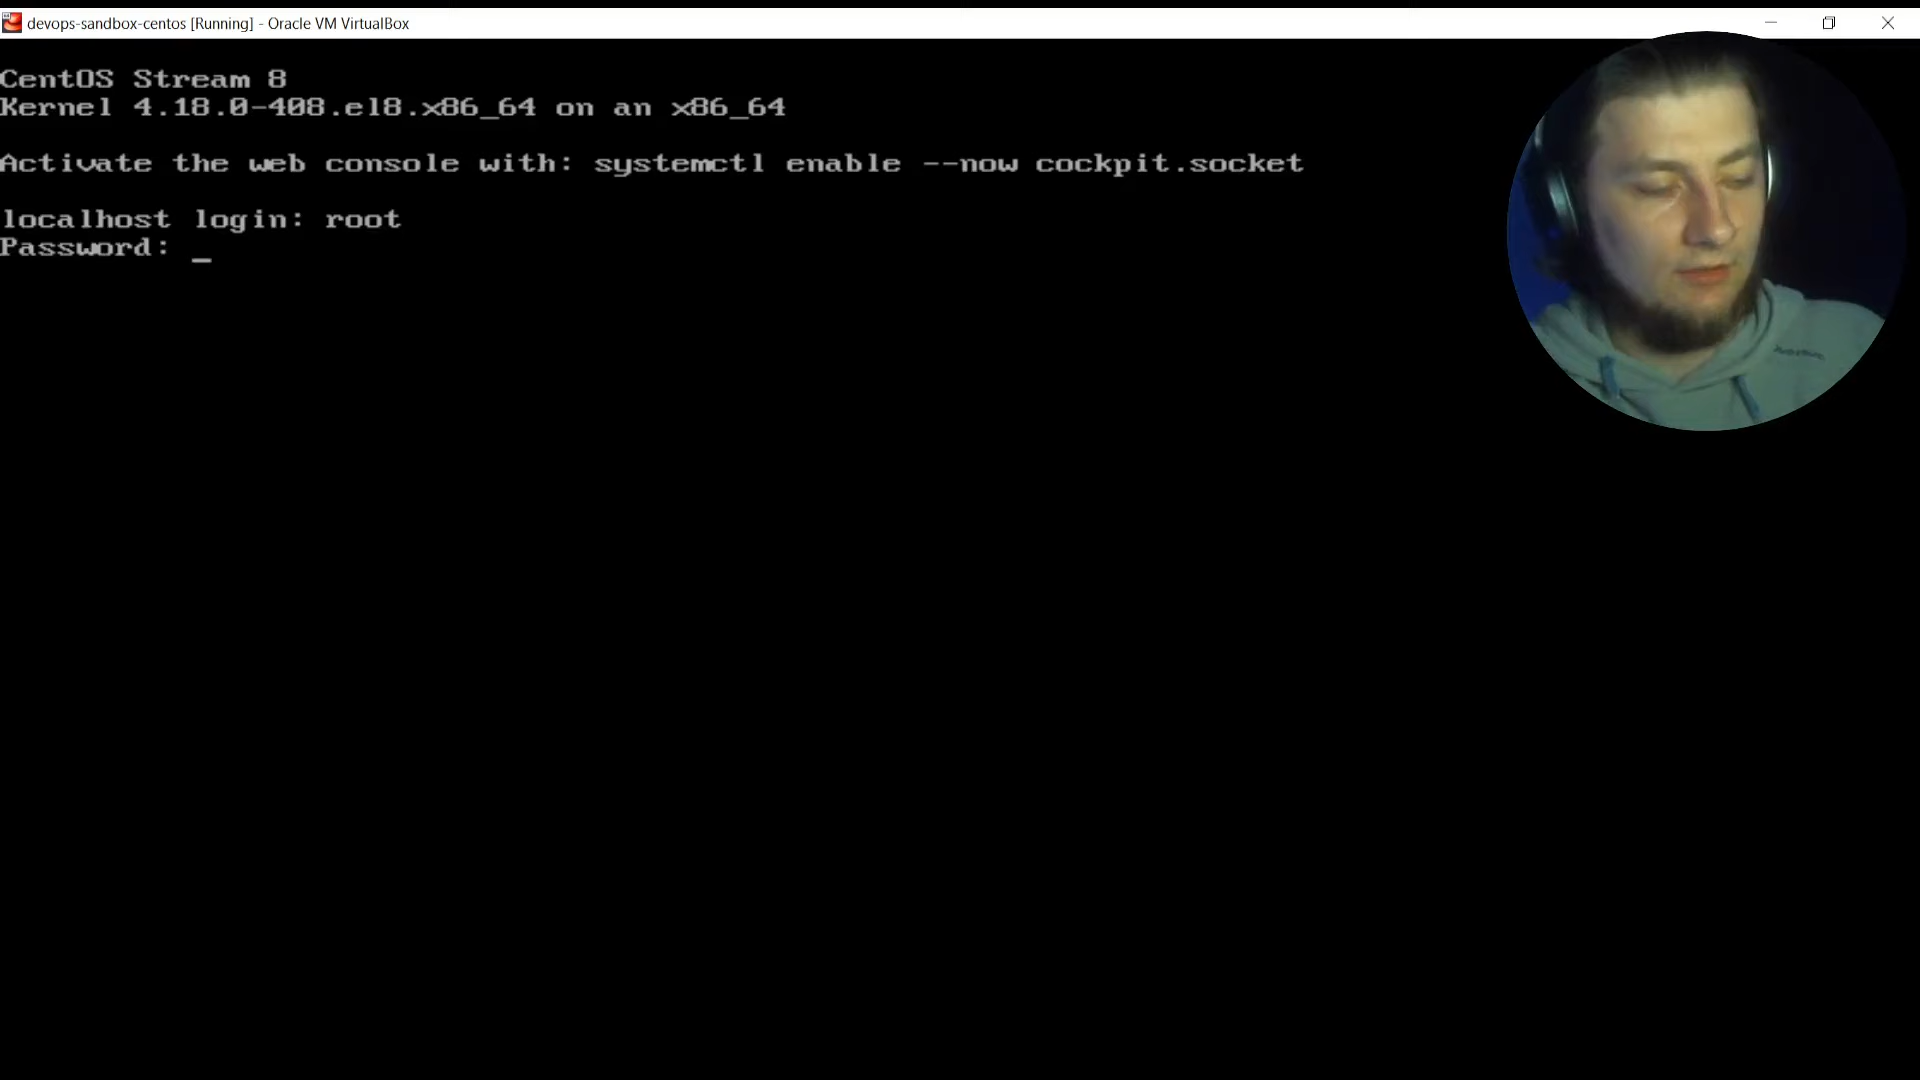 devops-sandbox-centos [Running] - Oracle VM VirtualBox
CentOS Stream 8
Kernel 4.18.0-408.el8.x86_64 on an x86_64
Activate the web console with: systemctl enable --now cockpit.socket
localhost login: root
Password: _